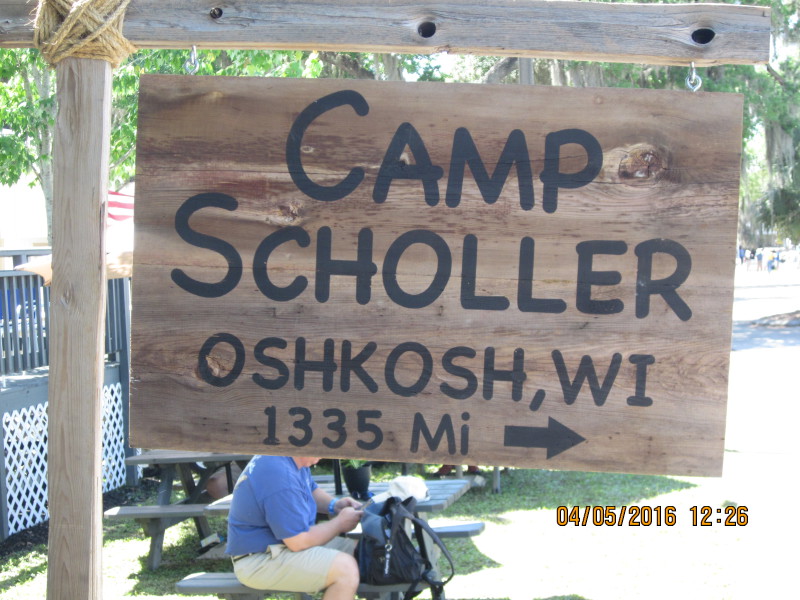 CAMP
SCHOLLER
OSHKOSH, WI
1335 Mi
04/05/2016 12:26